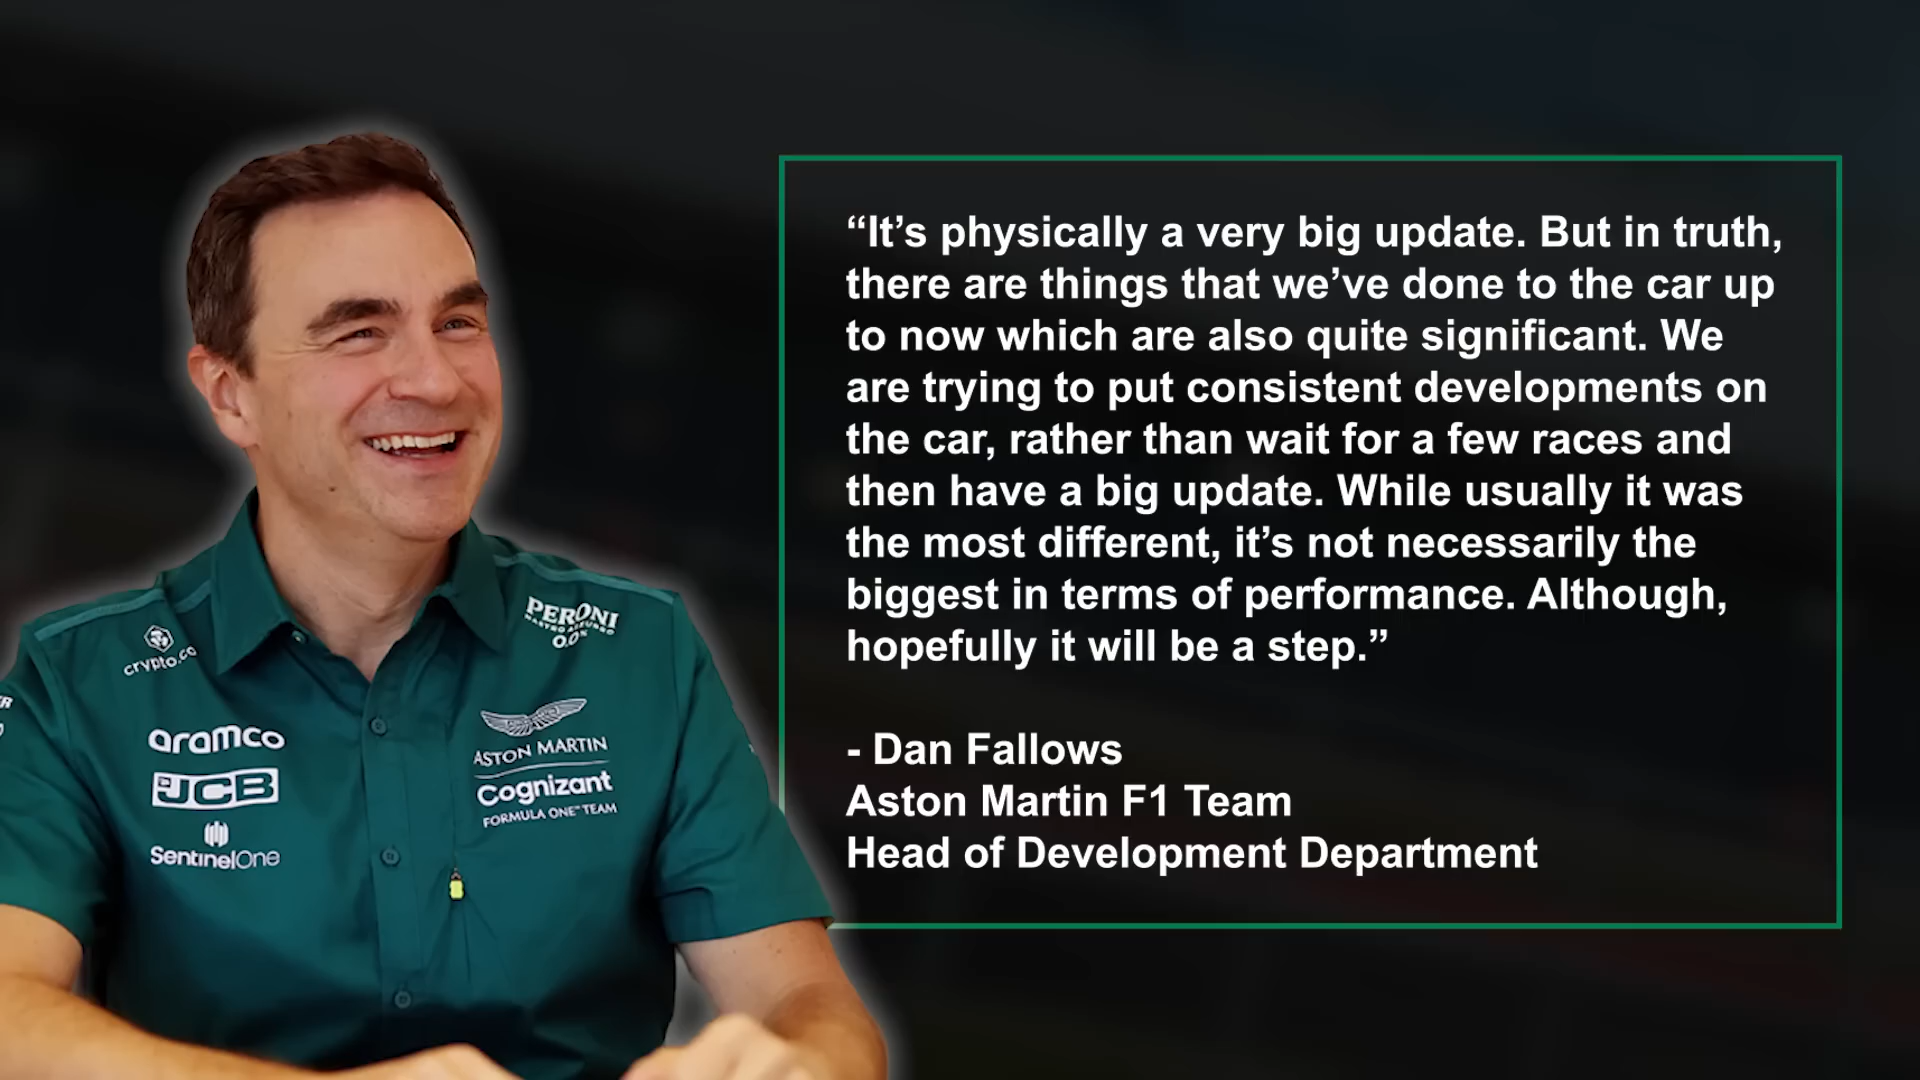 “It’s physically a very big update. But in truth,
there are things that we’ve done to the car up
to now which are also quite significant. We
are trying to put consistent developments on
the car, rather than wait for a few races and
then have a big update. While usually it was
the most different, it’s not necessarily the
biggest in terms of performance. Although,
hopefully it will be a step.”
- Dan Fallows
Aston Martin F1 Team
Head of Development Department
crypto.co
aramco
JCB
SentinelOne
PERONI
0.0%
ASTON MARTIN
Cognizant
FORMULA ONE™ TEAM